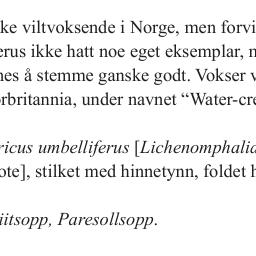 ke viltvoksende i Norge, men forvi
erus ikke hatt noe eget eksemplar, n
nes å stemme ganske godt. Vokser v
rbritannia, under navnet “Water-cre
ricus umbelliferus [Lichenomphalia
ote], stilket med hinnetynn, foldet h
iitsopp, Paresollsopp.